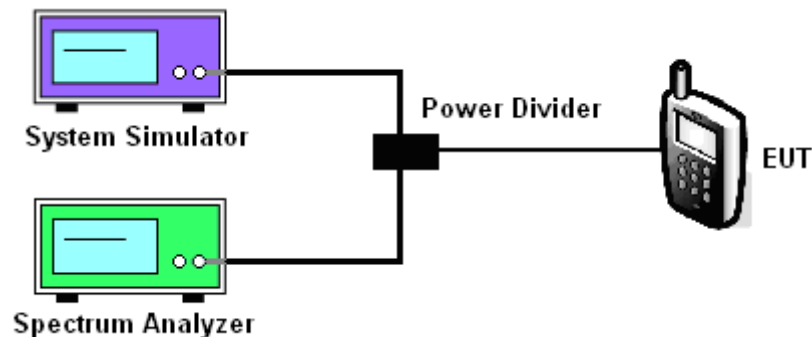 System Simulator
Power Divider
EUT
Spectrum Analyzer